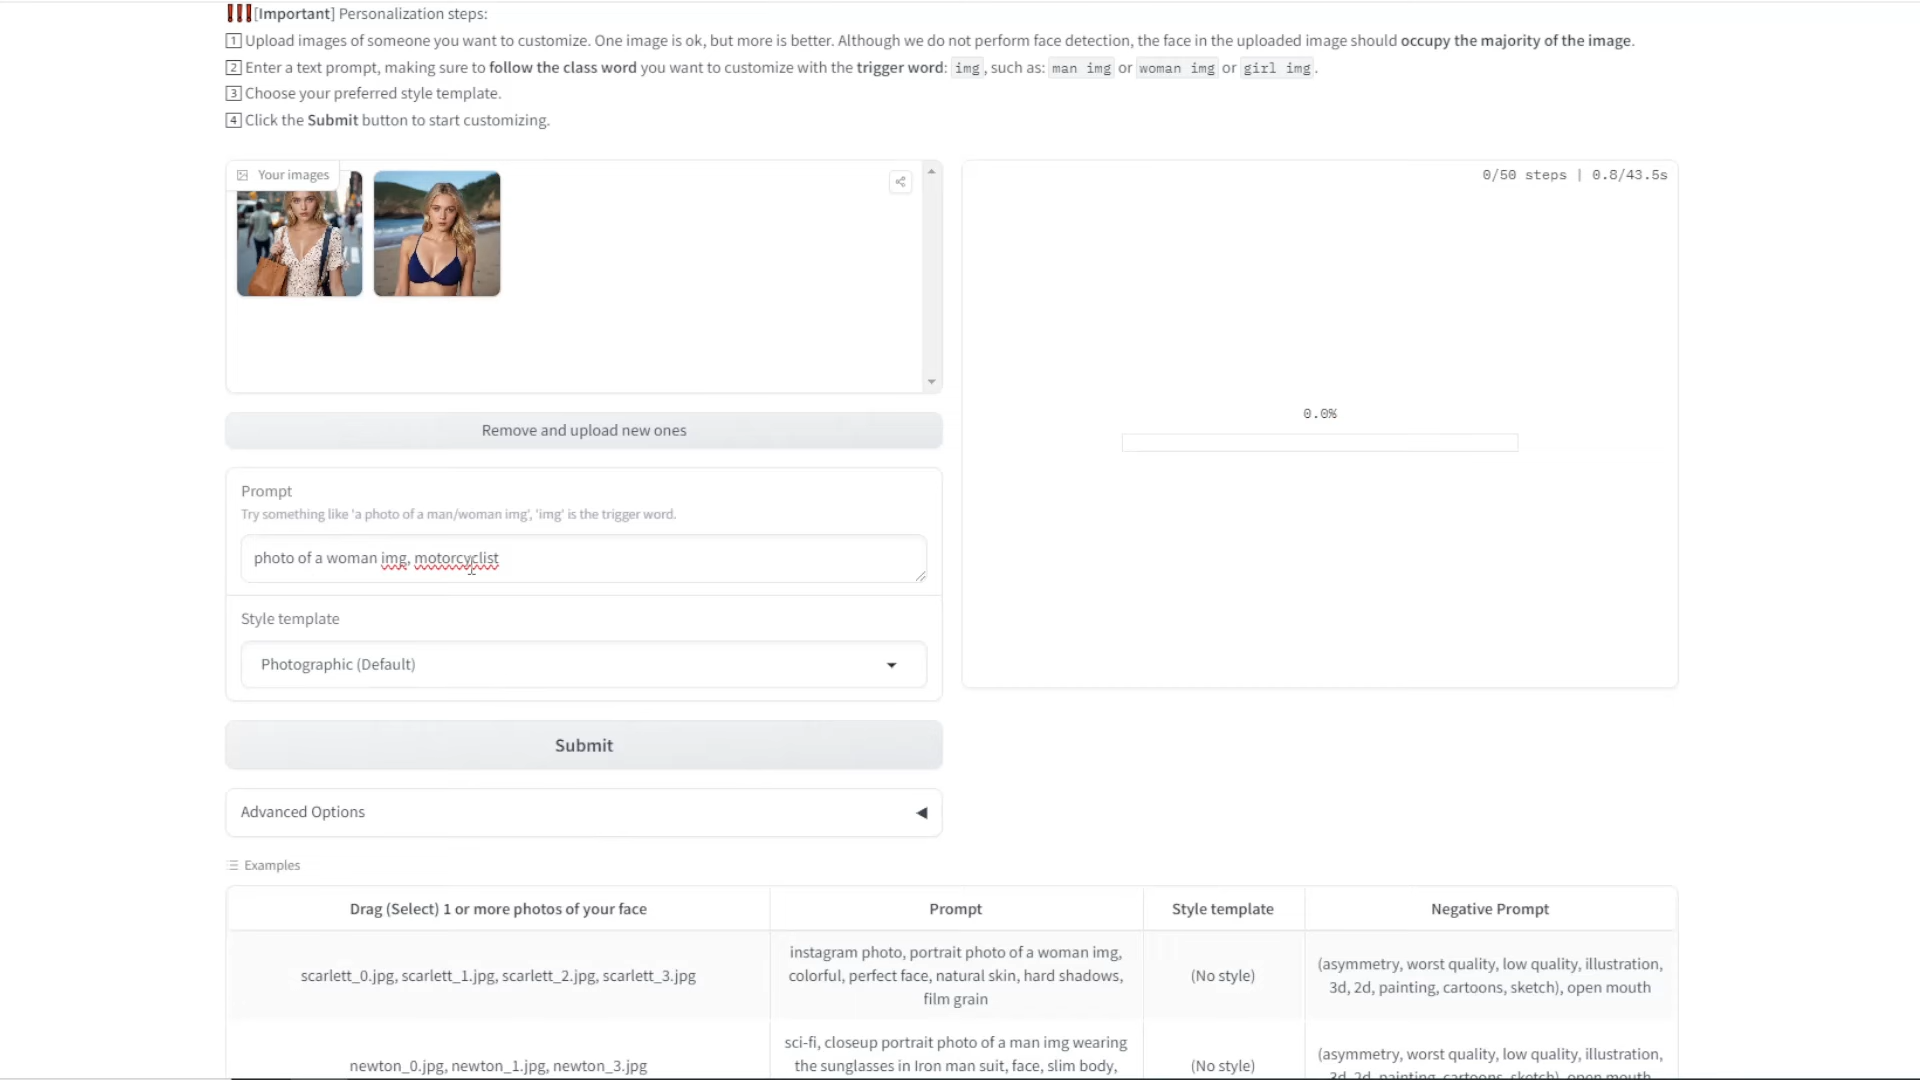 [Important] Personalization steps:
1 Upload images of someone you want to customize. One image is ok, but more is better. Although we do not perform face detection, the face in the uploaded image should occupy the majority of the image.
2 Enter a text prompt, making sure to follow the class word you want to customize with the trigger word: img, such as: man img or woman img or girl img.
3 Choose your preferred style template.
4 Click the Submit button to start customizing.
Your images
0/50 steps | 0.8/43.5s
0.0%
Remove and upload new ones
Prompt
Try something like 'a photo of a man/woman img', 'img' is the trigger word.
photo of a woman img, motorcyclist
Style template
Photographic (Default)
Submit
Advanced Options
Examples
Drag (Select) 1 or more photos of your face
Prompt
Style template
Negative Prompt
scarlett_0.jpg, scarlett_1.jpg, scarlett_2.jpg, scarlett_3.jpg
instagram photo, portrait photo of a woman img,
colorful, perfect face, natural skin, hard shadows,
film grain
(No style)
(asymmetry, worst quality, low quality, illustration,
3d, 2d, painting, cartoons, sketch), open mouth
newton_0.jpg, newton_1.jpg, newton_3.jpg
sci-fi, closeup portrait photo of a man img wearing
the sunglasses in Iron man suit, face, slim body,
(No style)
(asymmetry, worst quality, low quality, illustration,
3d, 2d, painting, cartoons, sketch), open mouth